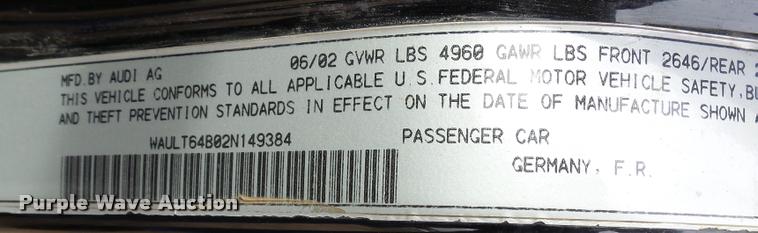 06/02 GVWR LBS 4960 GAWR LBS FRONT 2646/REAR
MFD.BY AUDI AG
THIS VEHICLE CONFORMS TO ALL APPLICABLE U.S.FEDERAL MOTOR VEHICLE SAFETY,BU
AND THEFT PREVENTION STANDARDS IN EFFECT ON THE DATE OF MANUFACTURE SHOWN A
WAULT64B02N149384 PASSENGER CAR
GERMANY, F.R.
Purple Wave Auction